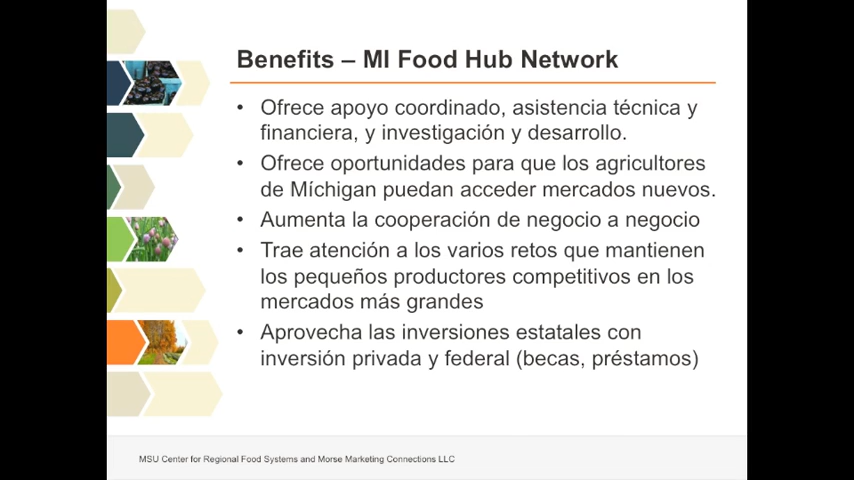 Benefits – MI Food Hub Network
• Ofrece apoyo coordinado, asistencia técnica y
financiera, y investigación y desarrollo.
• Ofrece oportunidades para que los agricultores
de Míchigan puedan acceder mercados nuevos.
• Aumenta la cooperación de negocio a negocio
• Trae atención a los varios retos que mantienen
los pequeños productores competitivos en los
mercados más grandes
• Aprovecha las inversiones estatales con
inversión privada y federal (becas, préstamos)
MSU Center for Regional Food Systems and Morse Marketing Connections LLC